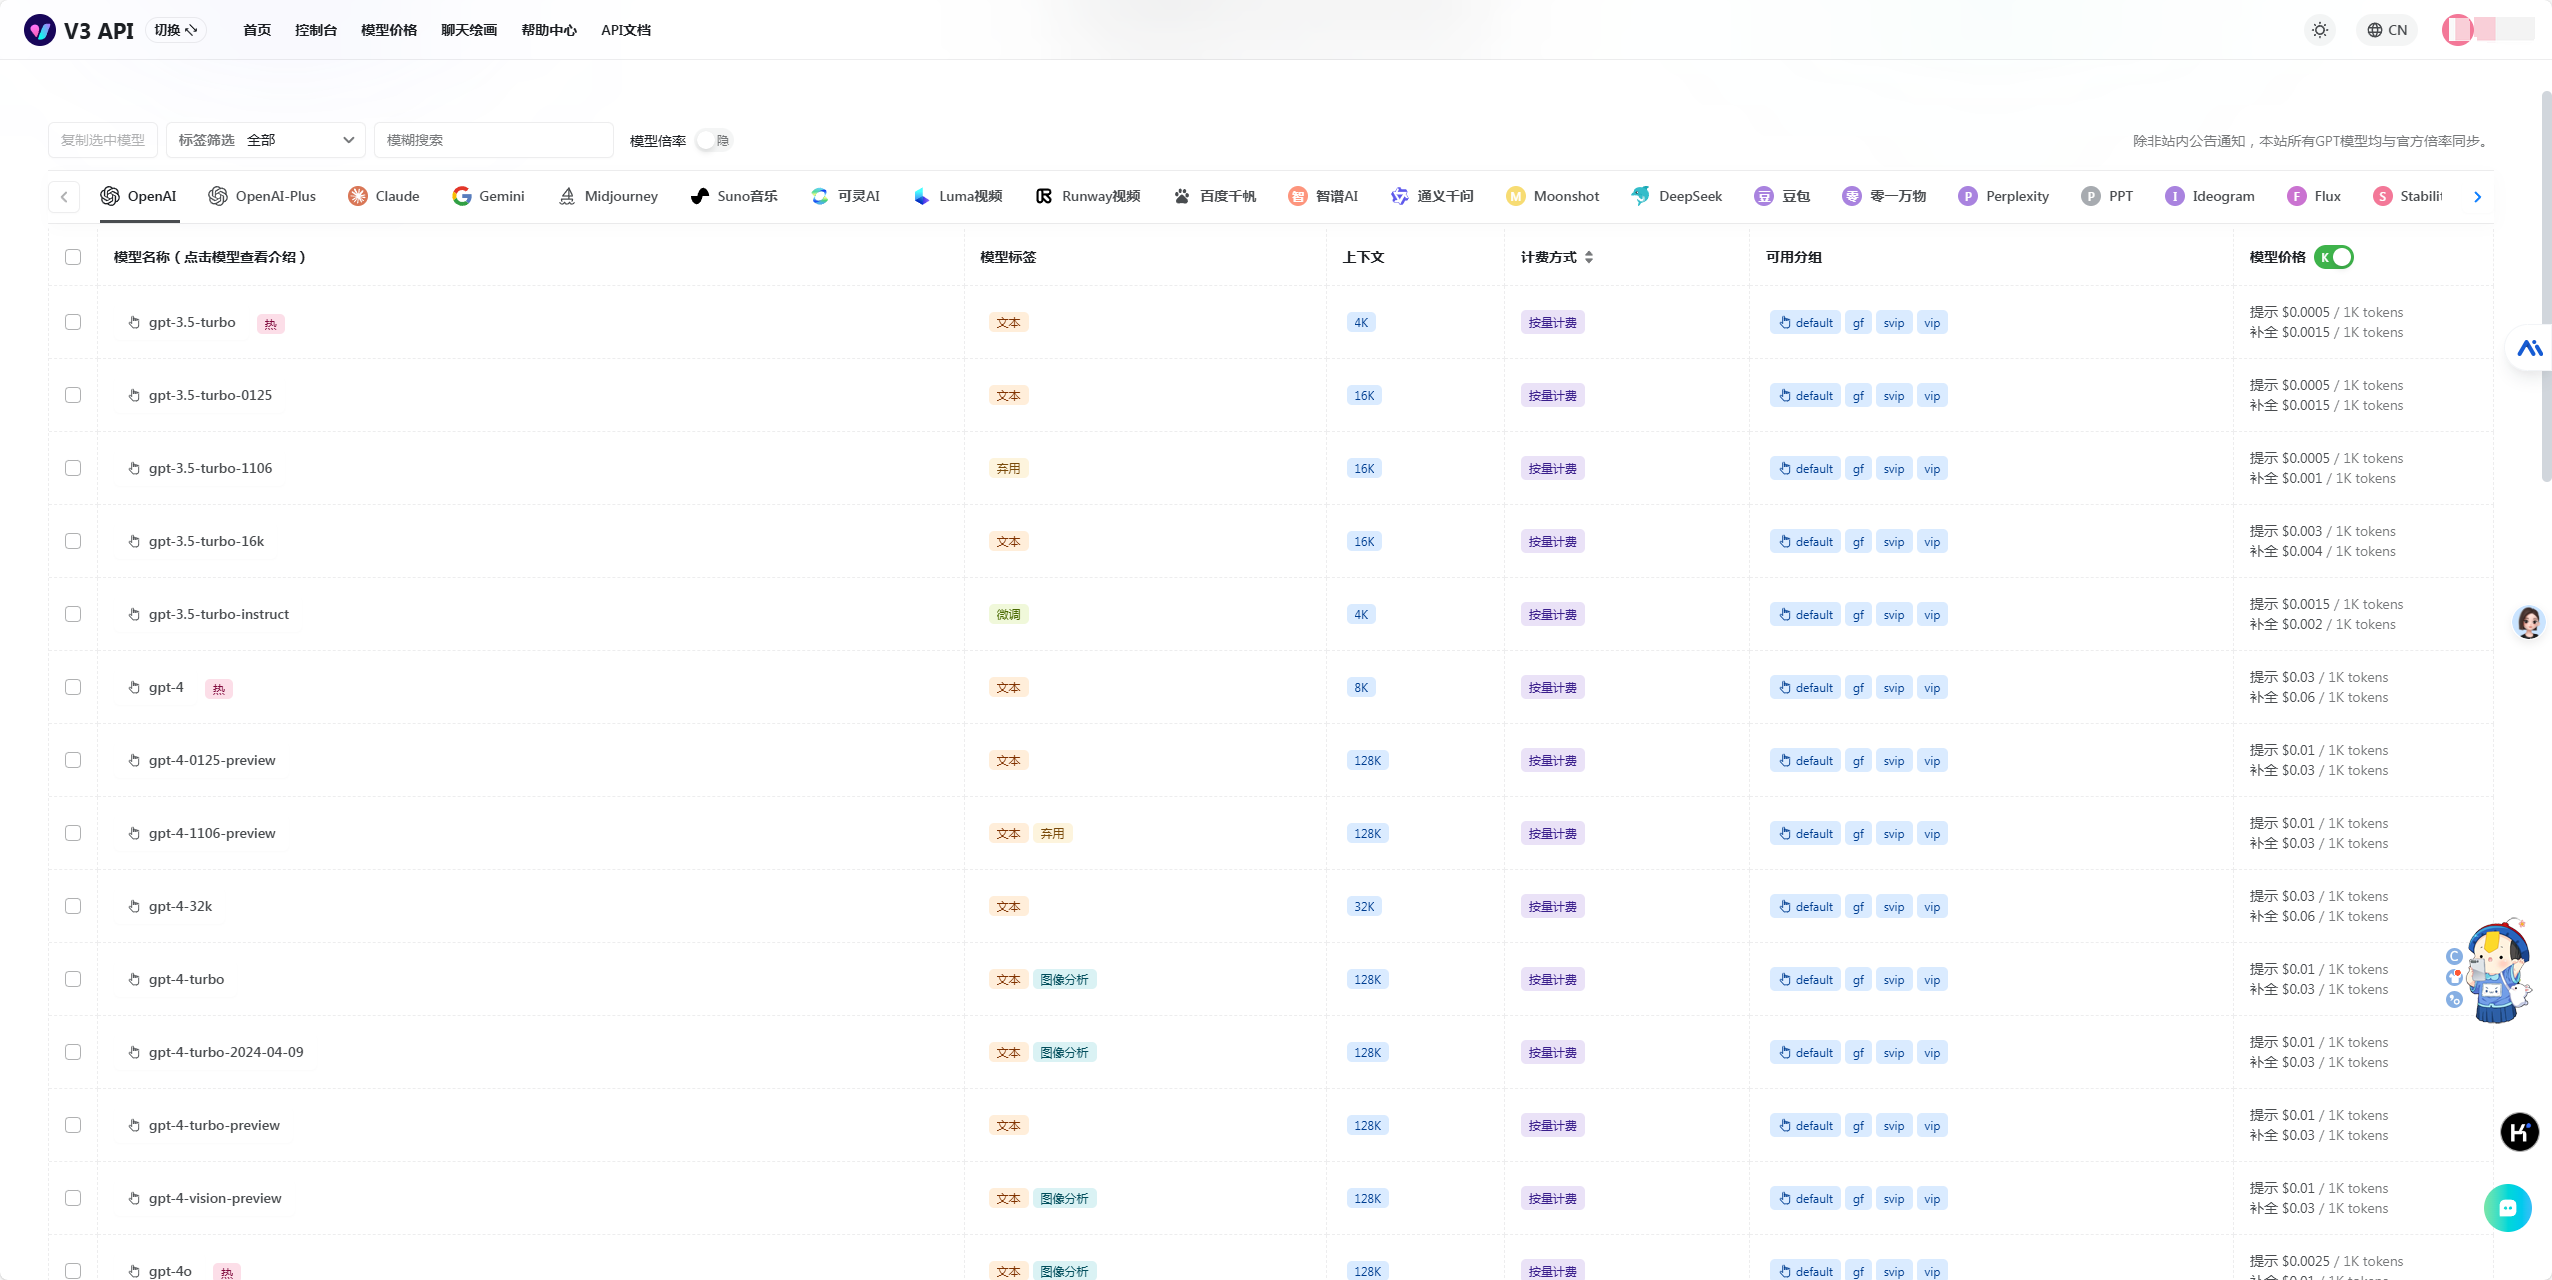 V3 API 切换 首页 控制台 模型价格 聊天绘画 帮助中心 API文档 CN
复制选中模型 标签筛选 全部 模糊搜索 模型倍率 隐 除非站内公告通知，本站所有GPT模型均与官方倍率同步。
OpenAI OpenAI-Plus Claude Gemini Midjourney Suno音乐 可灵AI Luma视频 Runway视频 百度千帆 智 智谱AI 通义千问 M Moonshot DeepSeek 豆 豆包 零 零一万物 P Perplexity P PPT I Ideogram F Flux S Stabilit
模型名称（点击模型查看介绍） 模型标签 上下文 计费方式 可用分组 模型价格 K
gpt-3.5-turbo 热 文本 4K 按量计费 default gf svip vip 提示 $0.0005 / 1K tokens
补全 $0.0015 / 1K tokens
gpt-3.5-turbo-0125 文本 16K 按量计费 default gf svip vip 提示 $0.0005 / 1K tokens
补全 $0.0015 / 1K tokens
gpt-3.5-turbo-1106 弃用 16K 按量计费 default gf svip vip 提示 $0.0005 / 1K tokens
补全 $0.001 / 1K tokens
gpt-3.5-turbo-16k 文本 16K 按量计费 default gf svip vip 提示 $0.003 / 1K tokens
补全 $0.004 / 1K tokens
gpt-3.5-turbo-instruct 微调 4K 按量计费 default gf svip vip 提示 $0.0015 / 1K tokens
补全 $0.002 / 1K tokens
gpt-4 热 文本 8K 按量计费 default gf svip vip 提示 $0.03 / 1K tokens
补全 $0.06 / 1K tokens
gpt-4-0125-preview 文本 128K 按量计费 default gf svip vip 提示 $0.01 / 1K tokens
补全 $0.03 / 1K tokens
gpt-4-1106-preview 文本 弃用 128K 按量计费 default gf svip vip 提示 $0.01 / 1K tokens
补全 $0.03 / 1K tokens
gpt-4-32k 文本 32K 按量计费 default gf svip vip 提示 $0.03 / 1K tokens
补全 $0.06 / 1K tokens
gpt-4-turbo 文本 图像分析 128K 按量计费 default gf svip vip 提示 $0.01 / 1K tokens
补全 $0.03 / 1K tokens
gpt-4-turbo-2024-04-09 文本 图像分析 128K 按量计费 default gf svip vip 提示 $0.01 / 1K tokens
补全 $0.03 / 1K tokens
gpt-4-turbo-preview 文本 128K 按量计费 default gf svip vip 提示 $0.01 / 1K tokens
补全 $0.03 / 1K tokens
gpt-4-vision-preview 文本 图像分析 128K 按量计费 default gf svip vip 提示 $0.01 / 1K tokens
补全 $0.03 / 1K tokens
gpt-4o 热 文本 图像分析 128K 按量计费 default gf svip vip 提示 $0.0025 / 1K tokens